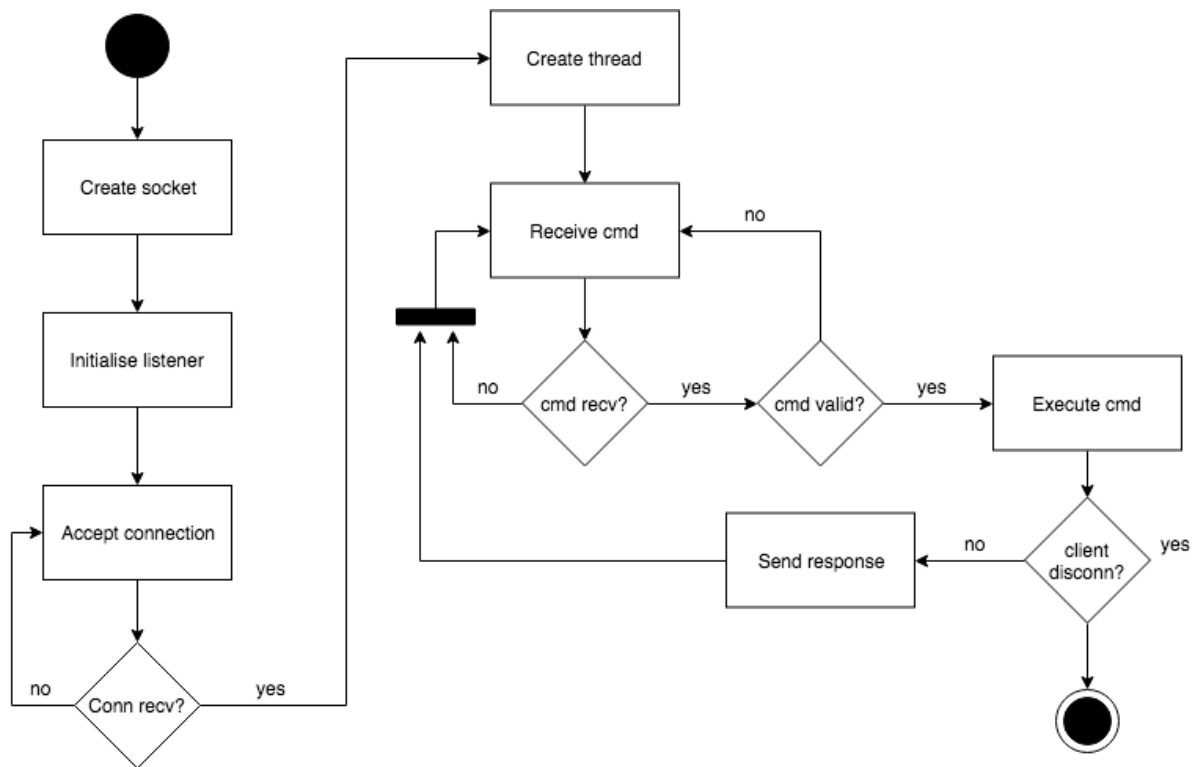 Create thread
Create socket
Receive cmd
no
Initialise listener
no
cmd recv?
yes
cmd valid?
yes
Execute cmd
Accept connection
Send response
no
client
disconn?
yes
no
Conn recv?
yes